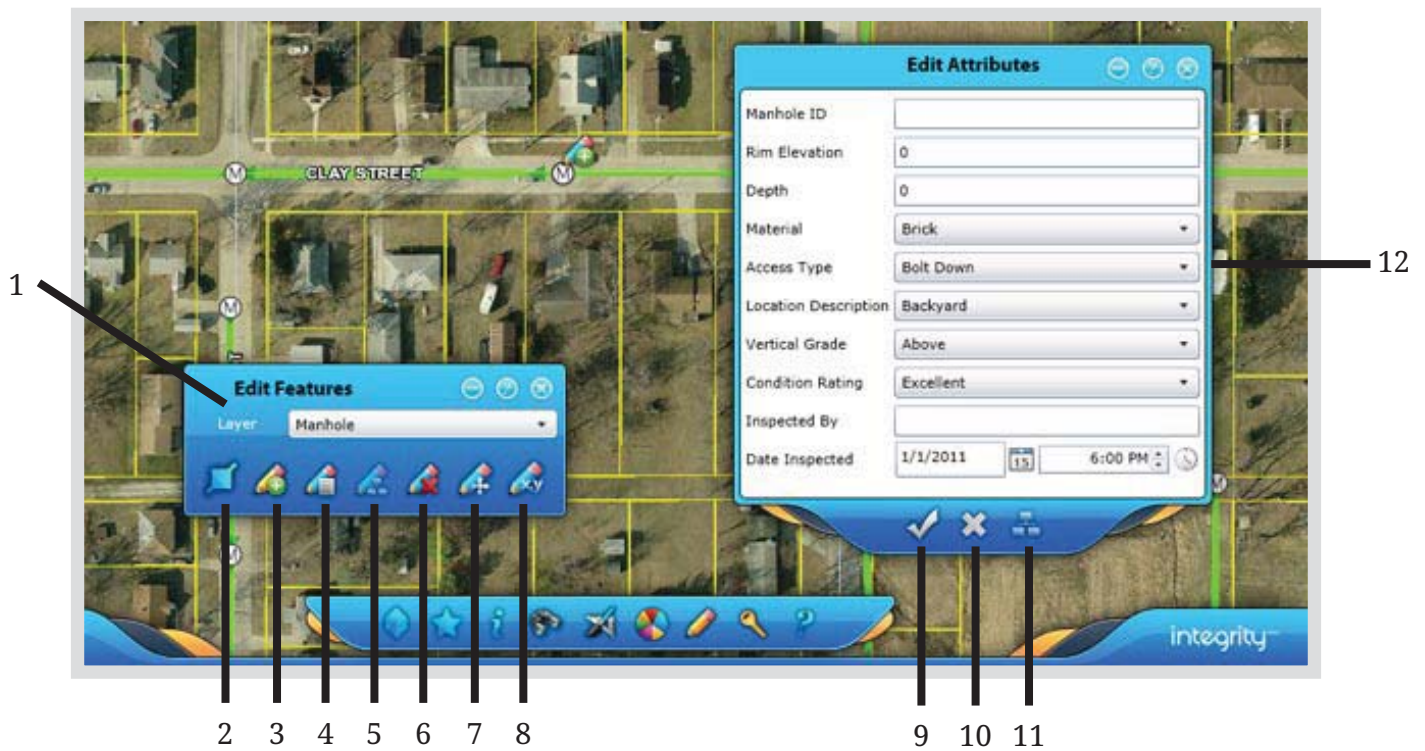 Edit Attributes
Manhole ID
Rim Elevation 0
Depth 0
Material Brick
Access Type Bolt Down
Location Description Backyard
Vertical Grade Above
Condition Rating Excellent
Inspected By
Date Inspected 1/1/2011 15 6:00 PM
M CLAY STREET M
M
M
M
1
12
Edit Features
Layer Manhole
x,y
integrity
2 3 4 5 6 7 8 9 10 11